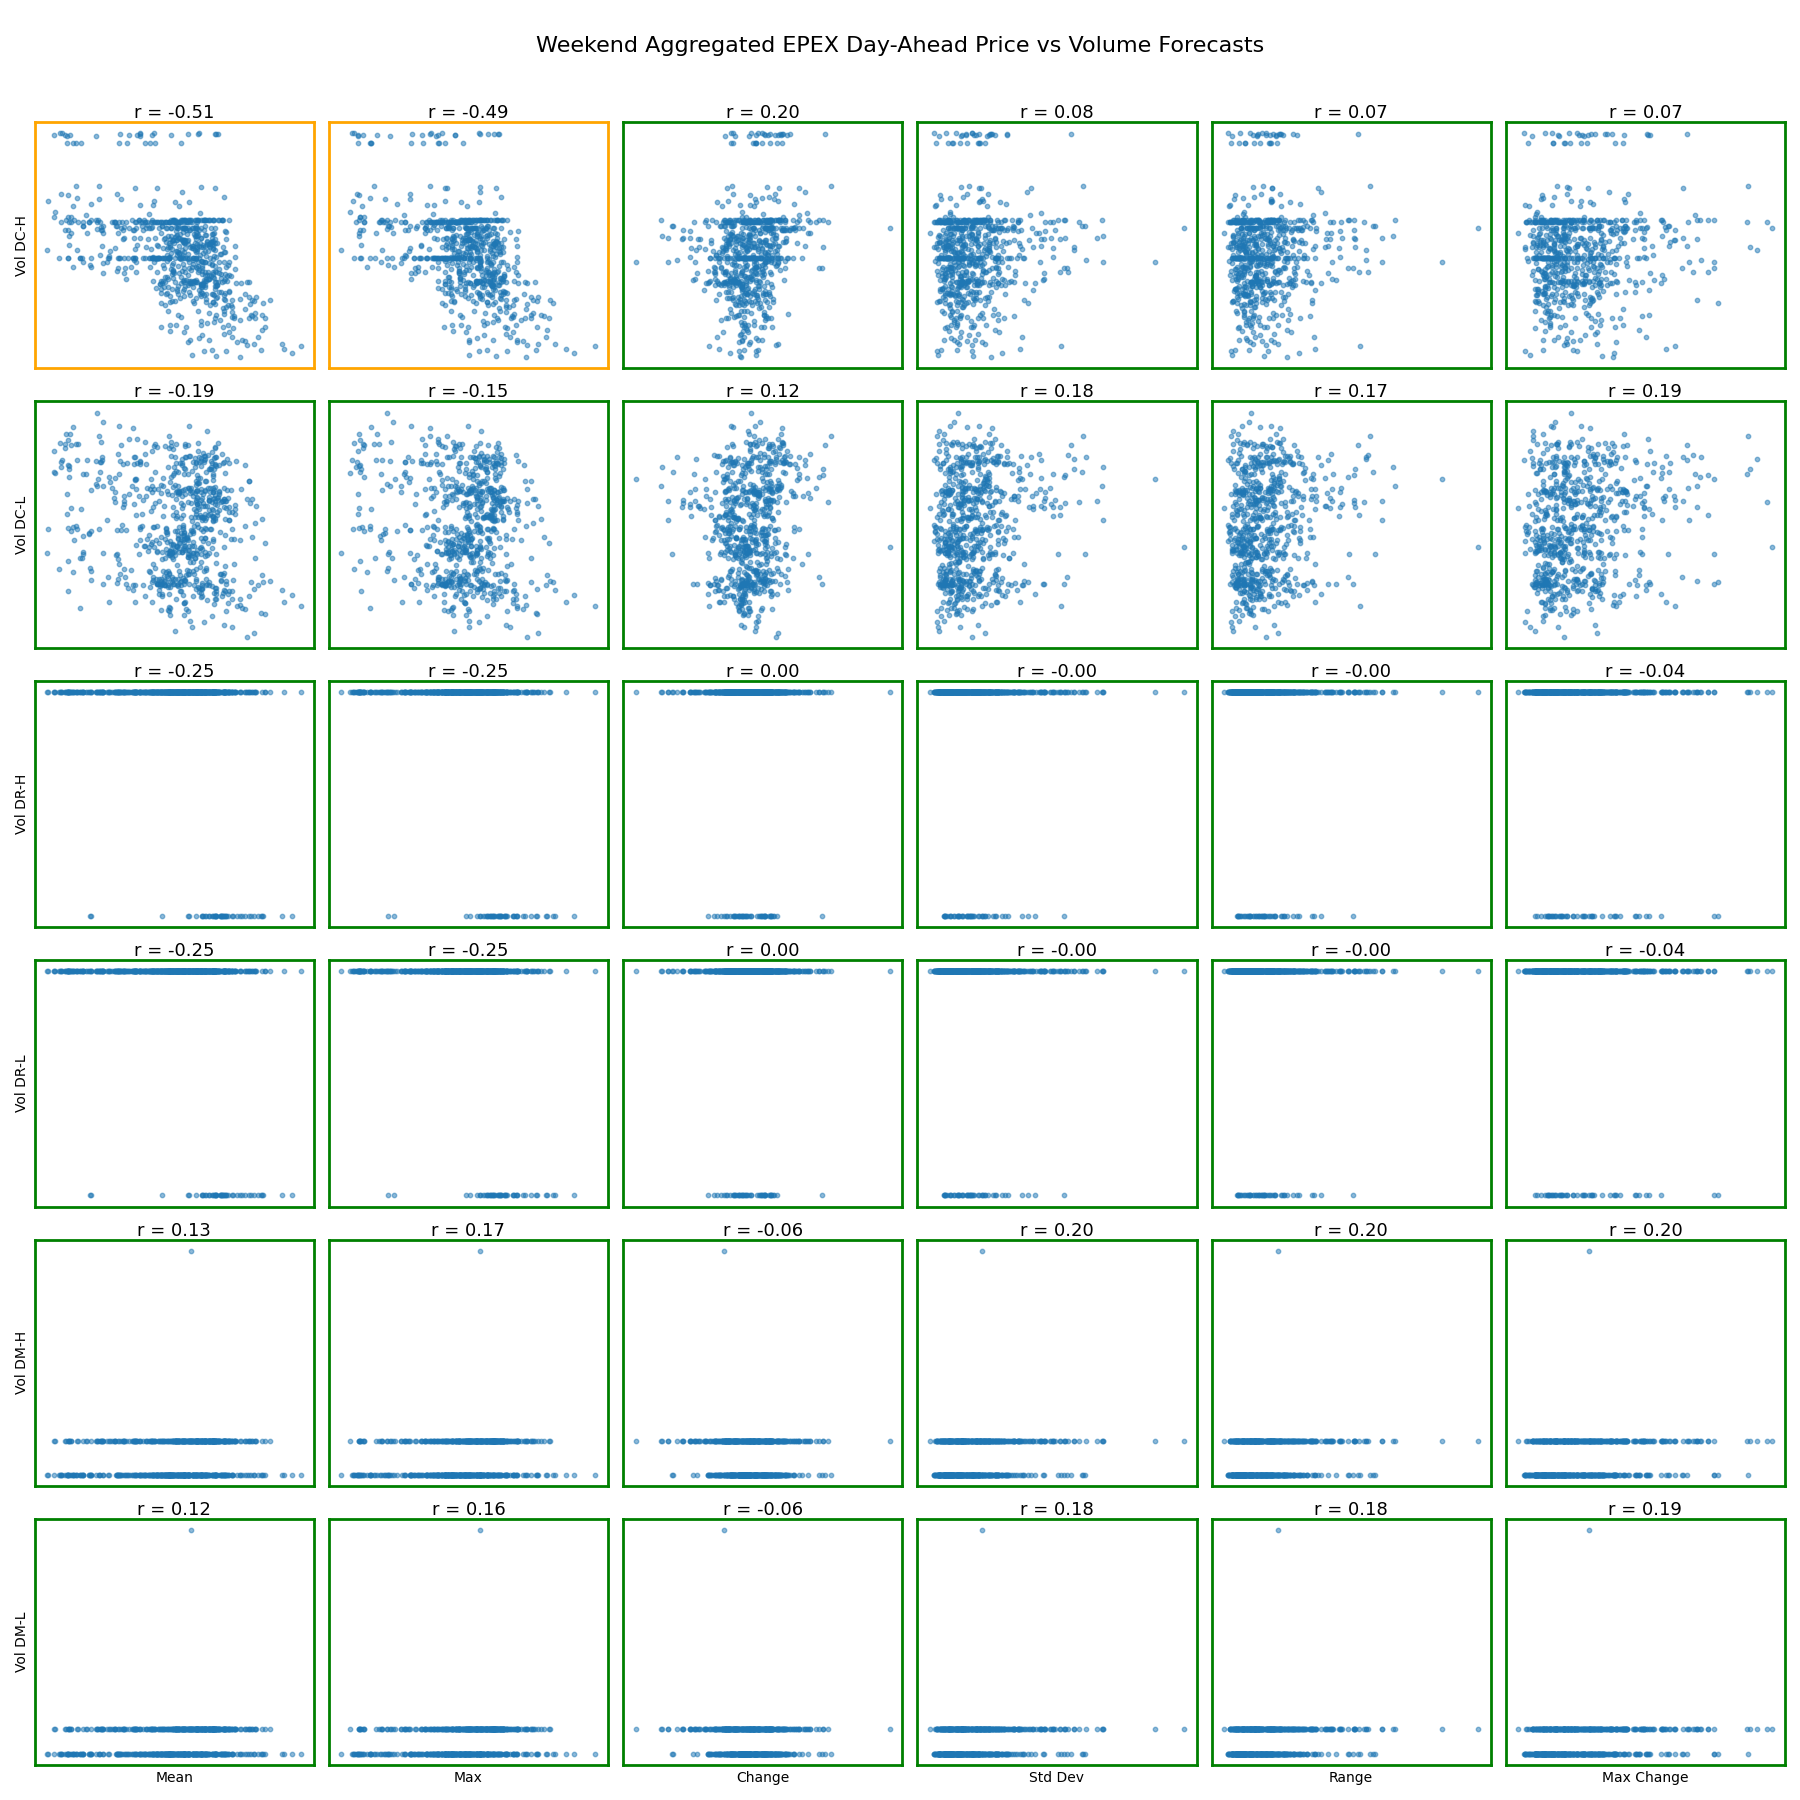 Weekend Aggregated EPEX Day-Ahead Price vs Volume Forecasts
r = -0.51
r = -0.49
r = 0.20
r = 0.08
r = 0.07
r = 0.07
Vol DC-H
r = -0.19
r = -0.15
r = 0.12
r = 0.18
r = 0.17
r = 0.19
Vol DC-L
r = -0.25
r = -0.25
r = 0.00
r = -0.00
r = -0.00
r = -0.04
Vol DR-H
r = -0.25
r = -0.25
r = 0.00
r = -0.00
r = -0.00
r = -0.04
Vol DR-L
r = 0.13
r = 0.17
r = -0.06
r = 0.20
r = 0.20
r = 0.20
Vol DM-H
r = 0.12
r = 0.16
r = -0.06
r = 0.18
r = 0.18
r = 0.19
Vol DM-L
Mean
Max
Change
Std Dev
Range
Max Change